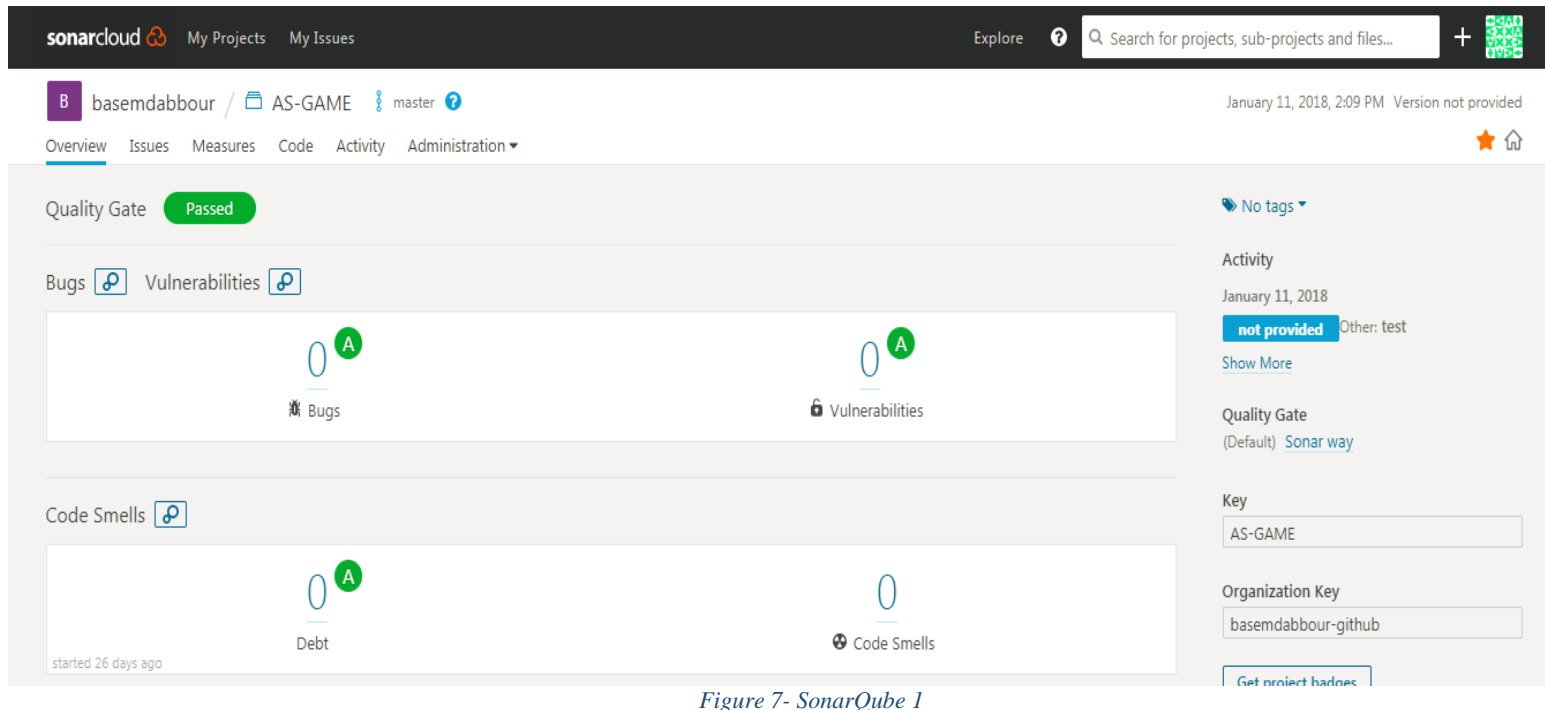 sonarcloud My Projects My Issues Explore ? Search for projects, sub-projects and files... +
B basemdabbour / AS-GAME master ? January 11, 2018, 2:09 PM Version not provided
Overview Issues Measures Code Activity Administration
Quality Gate Passed
Bugs Vulnerabilities
0 A
Bugs
0 A
Vulnerabilities
Code Smells
0 A
Debt
started 26 days ago
0
Code Smells
No tags
Activity
January 11, 2018
not provided Other: test
Show More
Quality Gate
(Default) Sonar way
Key
AS-GAME
Organization Key
basemdabbour-github
Get project badges
Figure 7- SonarQube 1